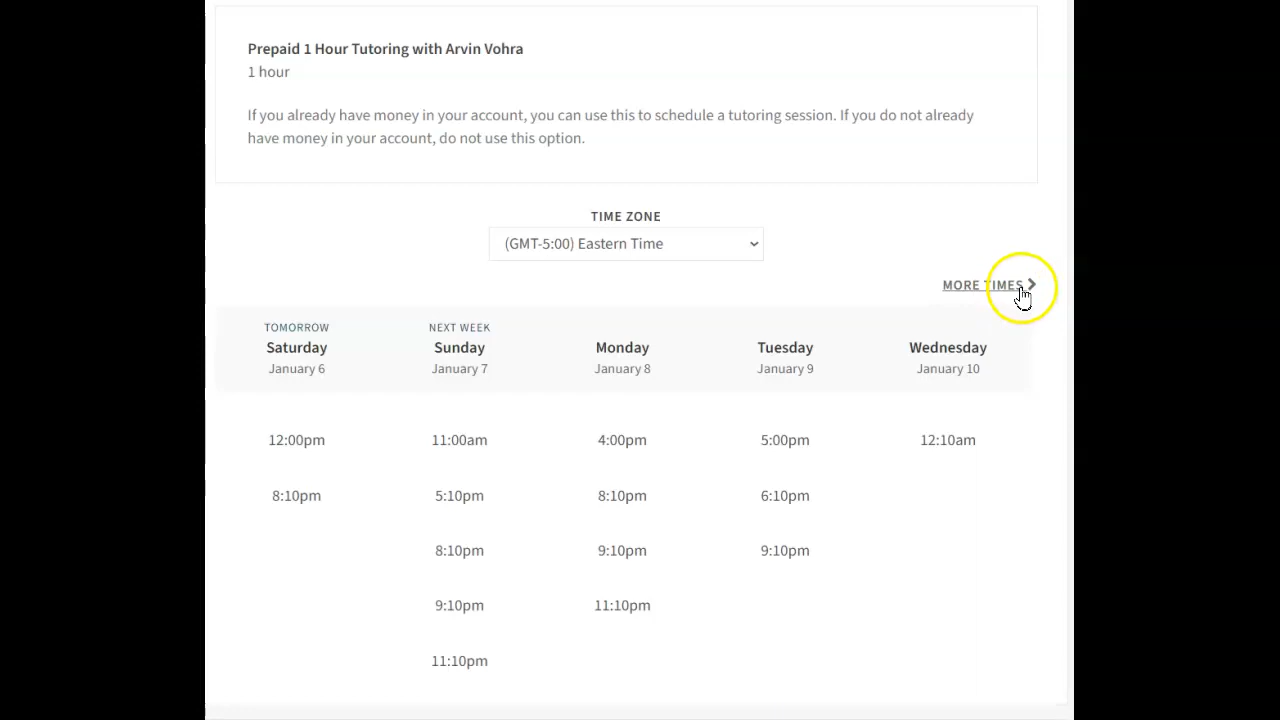 Prepaid 1 Hour Tutoring with Arvin Vohra
1 hour
If you already have money in your account, you can use this to schedule a tutoring session. If you do not already
have money in your account, do not use this option.
TIME ZONE
(GMT-5:00) Eastern Time
MORE TIMES
TOMORROW NEXT WEEK
Saturday Sunday Monday Tuesday Wednesday
January 6 January 7 January 8 January 9 January 10
12:00pm 11:00am 4:00pm 5:00pm 12:10am
8:10pm 5:10pm 8:10pm 6:10pm
8:10pm 9:10pm 9:10pm
9:10pm 11:10pm
11:10pm